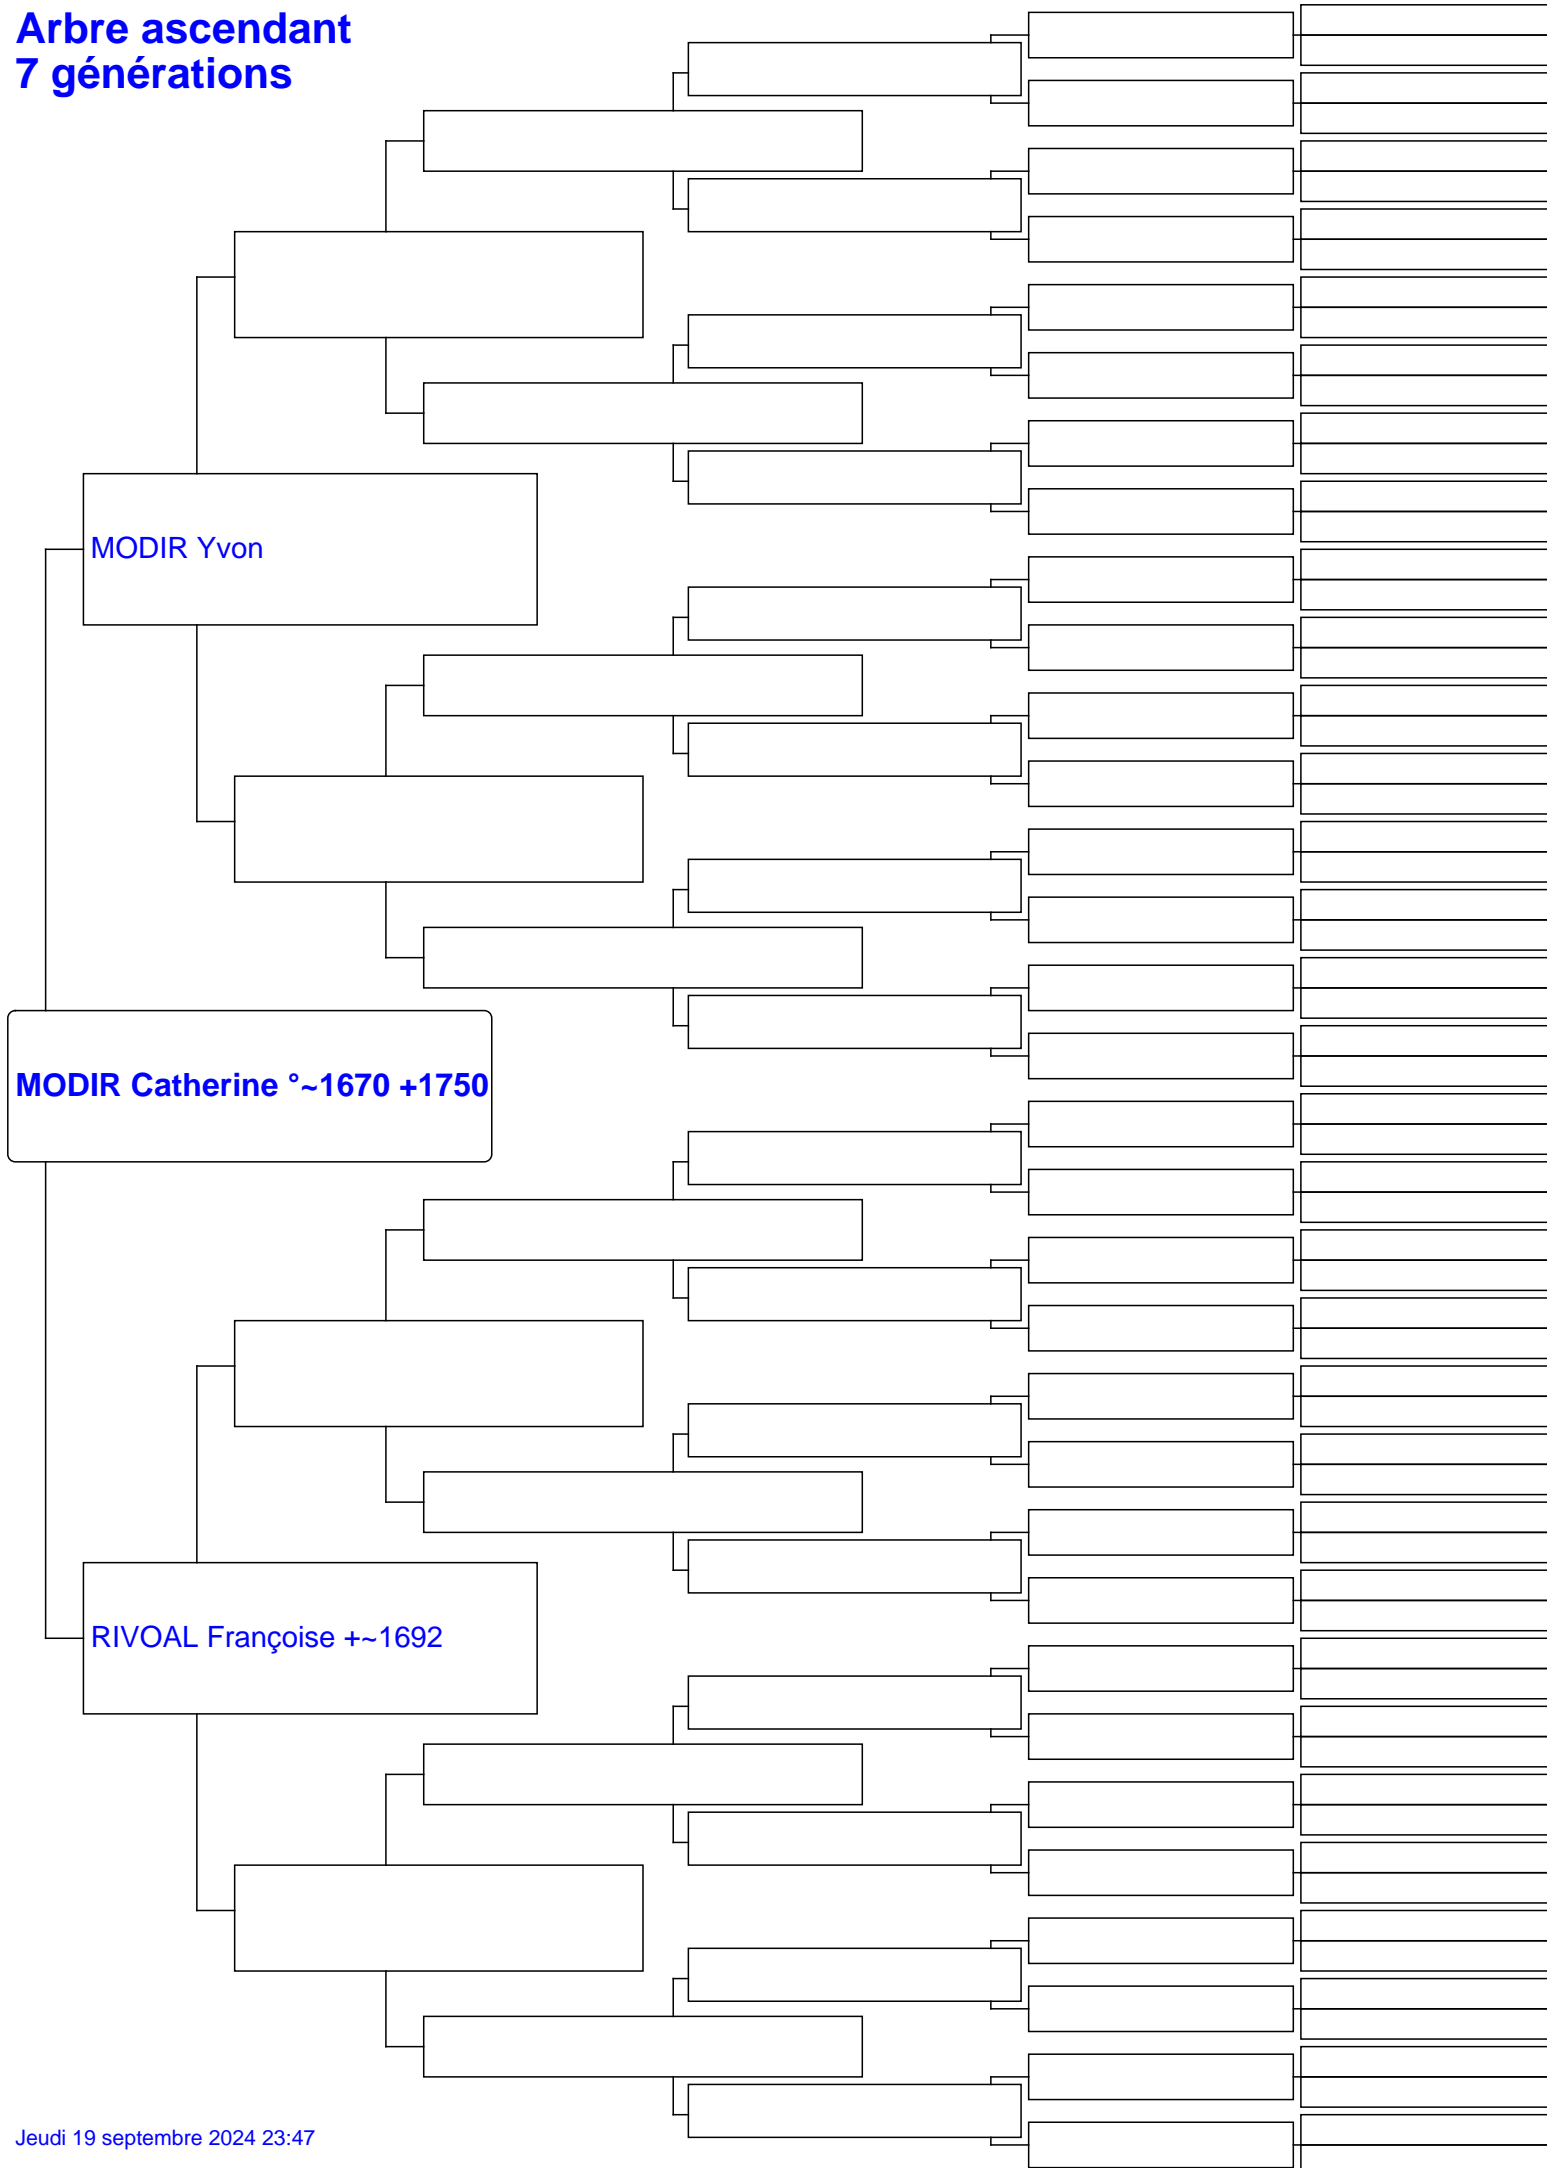 Arbre ascendant
7 générations
MODIR Yvon
MODIR Catherine °~1670 +1750
RIVOAL Françoise +~1692
Jeudi 19 septembre 2024 23:47